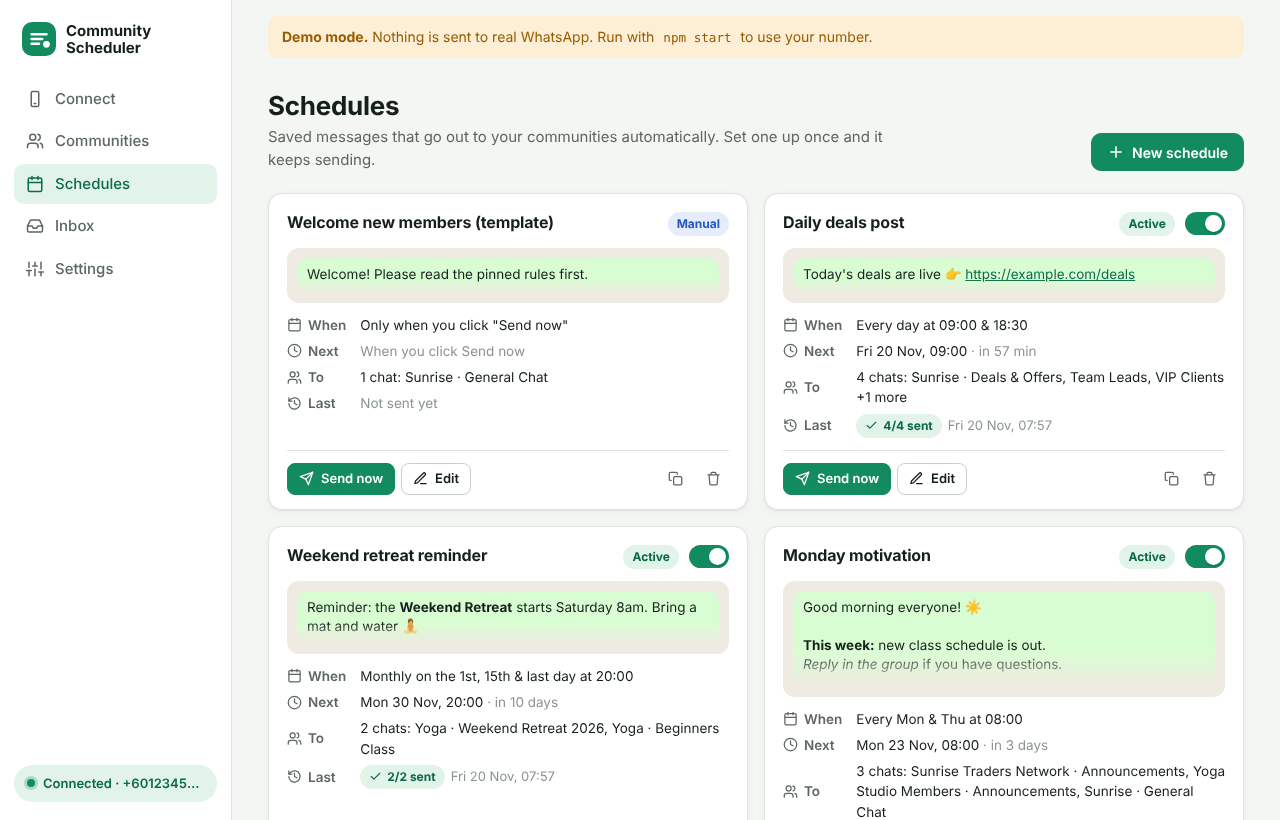 Community
Scheduler
Connect
Communities
Schedules
Inbox
Settings
Connected · +6012345...
Demo mode. Nothing is sent to real WhatsApp. Run with npm start to use your number.
Schedules
Saved messages that go out to your communities automatically. Set one up once and it
keeps sending.
New schedule
Welcome new members (template)
Manual
Welcome! Please read the pinned rules first.
When Only when you click "Send now"
Next When you click Send now
To 1 chat: Sunrise · General Chat
Last Not sent yet
Send now
Edit
Daily deals post
Active
Today's deals are live 👉 https://example.com/deals
When Every day at 09:00 & 18:30
Next Fri 20 Nov, 09:00 · in 57 min
To 4 chats: Sunrise · Deals & Offers, Team Leads, VIP Clients
+1 more
Last 4/4 sent Fri 20 Nov, 07:57
Send now
Edit
Weekend retreat reminder
Active
Reminder: the Weekend Retreat starts Saturday 8am. Bring a
mat and water 🧘
When Monthly on the 1st, 15th & last day at 20:00
Next Mon 30 Nov, 20:00 · in 10 days
To 2 chats: Yoga · Weekend Retreat 2026, Yoga · Beginners
Class
Last 2/2 sent Fri 20 Nov, 07:57
Monday motivation
Active
Good morning everyone! ☀️
This week: new class schedule is out.
Reply in the group if you have questions.
When Every Mon & Thu at 08:00
Next Mon 23 Nov, 08:00 · in 3 days
To 3 chats: Sunrise Traders Network · Announcements, Yoga
Studio Members · Announcements, Sunrise · General
Chat